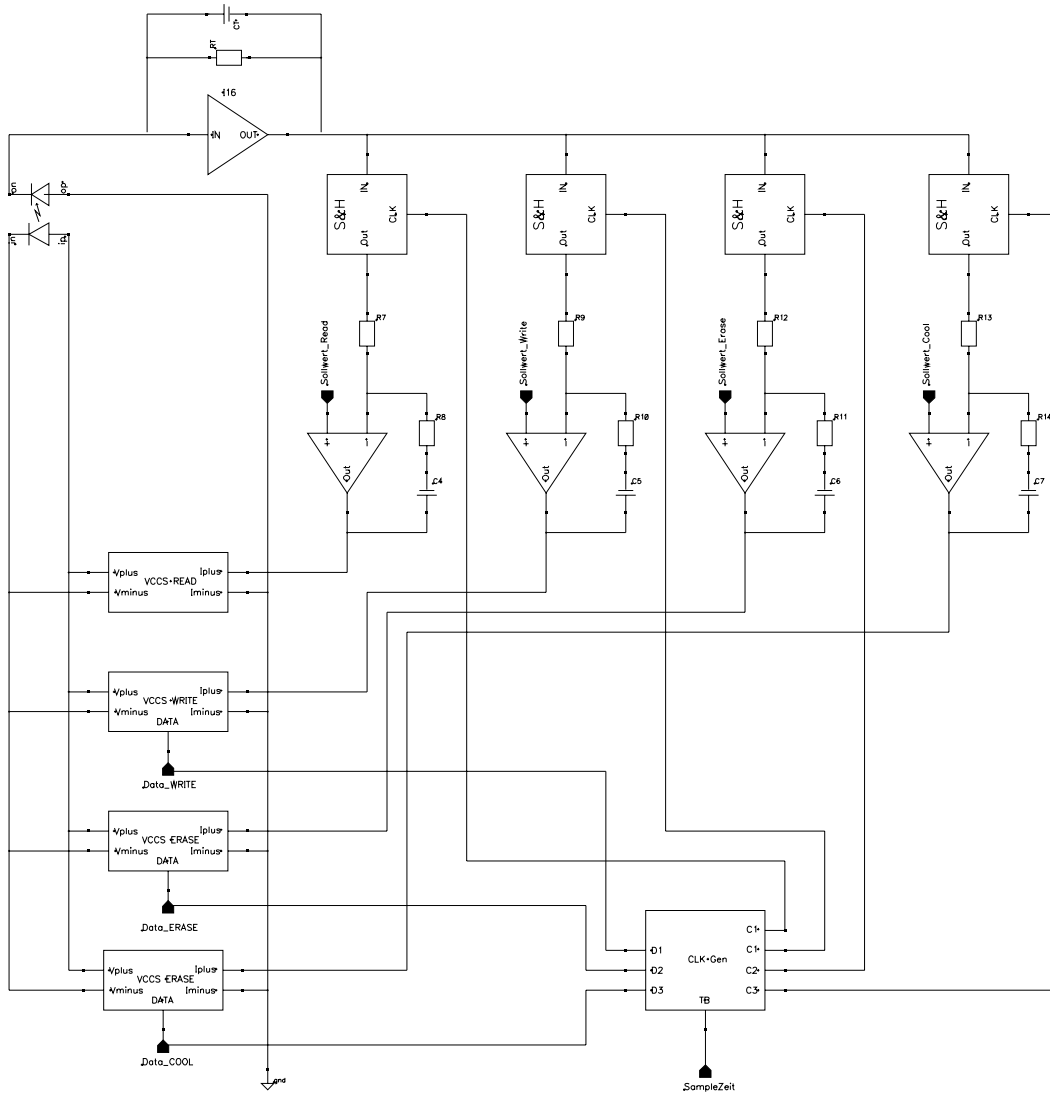 CT
RT
I16
IN
OUT
on
op
in
ip
S&H
IN
CLK
Out
S&H
IN
CLK
Out
S&H
IN
CLK
Out
S&H
IN
CLK
Out
R7
R9
R12
R13
Sollwert_Read
Sollwert_Write
Sollwert_Erase
Sollwert_Cool
R8
R10
R11
R14
Out
Out
Out
Out
C4
C5
C6
C7
Vplus
Iplus
VCCS-READ
Vminus
Iminus
Vplus
Iplus
VCCS-WRITE
Vminus
Iminus
DATA
Data_WRITE
Vplus
Iplus
VCCS-ERASE
Vminus
Iminus
DATA
Data_ERASE
Vplus
Iplus
VCCS-ERASE
Vminus
Iminus
DATA
Data_COOL
gnd
C1
D1
C1
CLK-Gen
D2
C2
D3
C3
TB
SampleZeit